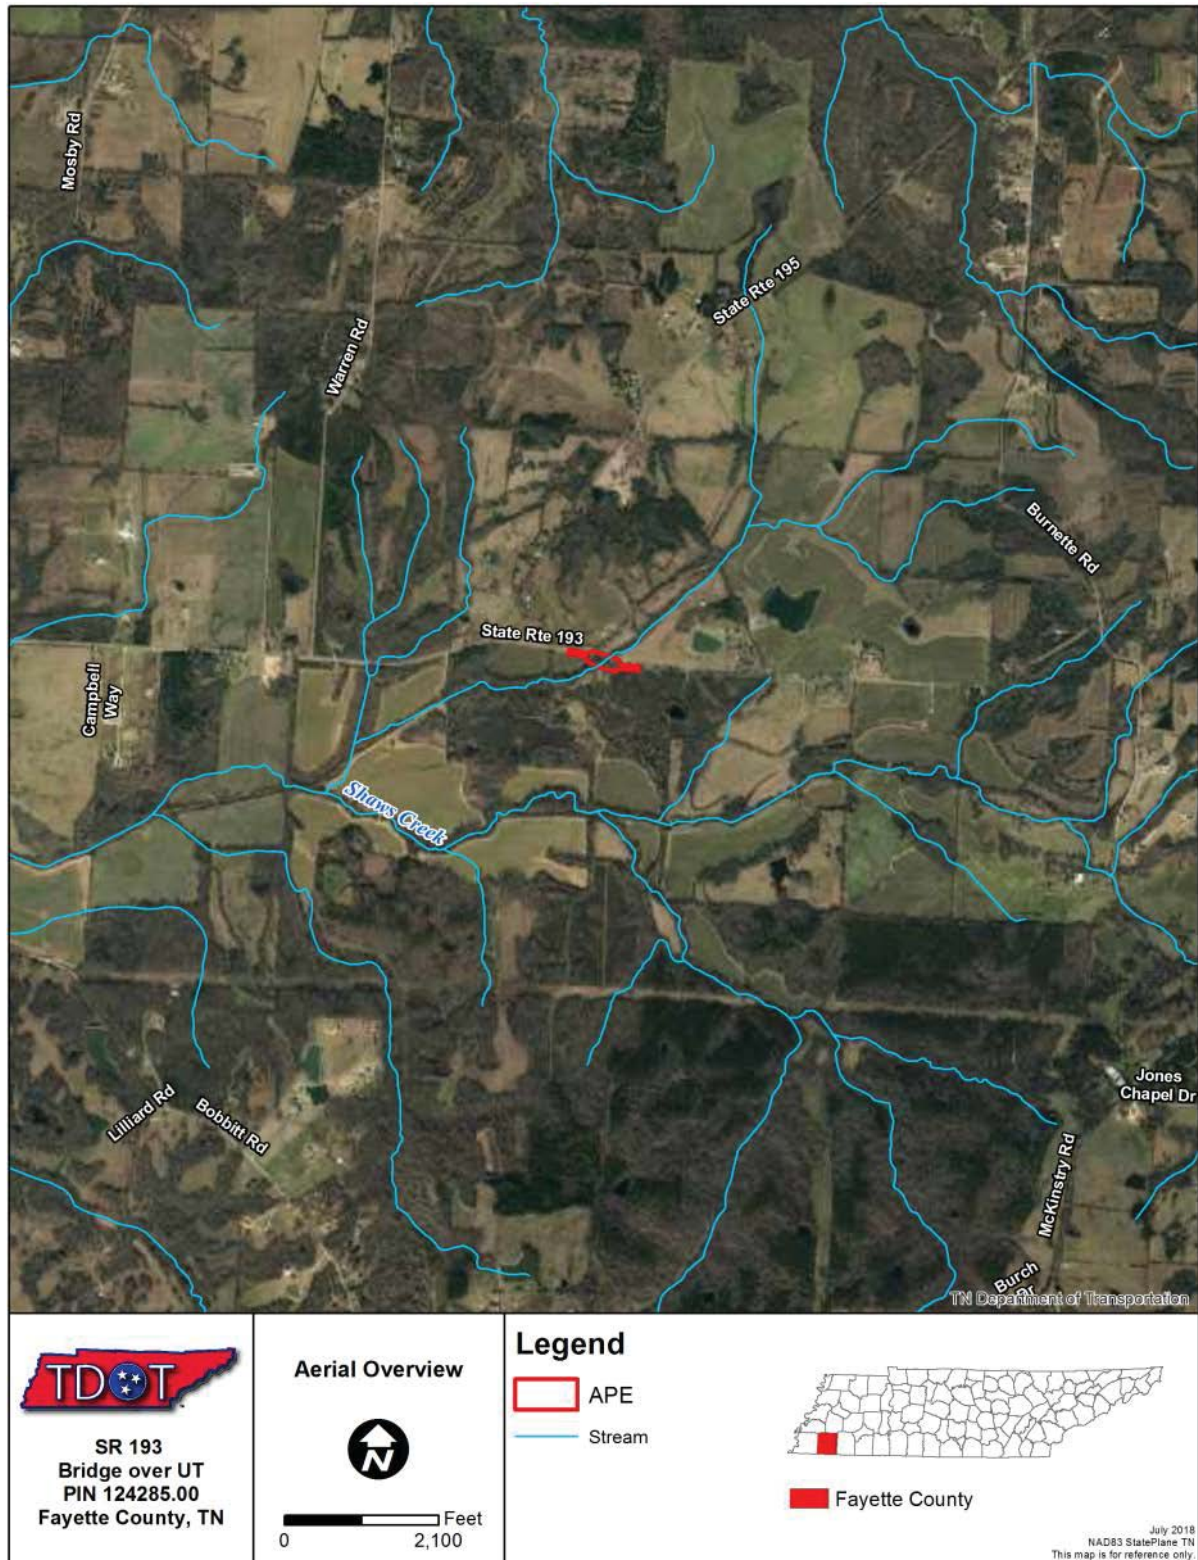 Mosby Rd
State Rte 195
Warren Rd
Burnette Rd
State Rte 193
Campbell
Way
Shaws Creek
Lilliard Rd
Bobbitt Rd
Jones
Chapel Dr
McKinstry Rd
Burch
Dr
TN Department of Transportation
TDOT
SR 193
Bridge over UT
PIN 124285.00
Fayette County, TN
Aerial Overview
N
Feet
0 2,100
Legend
APE
Stream
Fayette County
July 2018
NAD83 StatePlane TN
This map is for reference only.